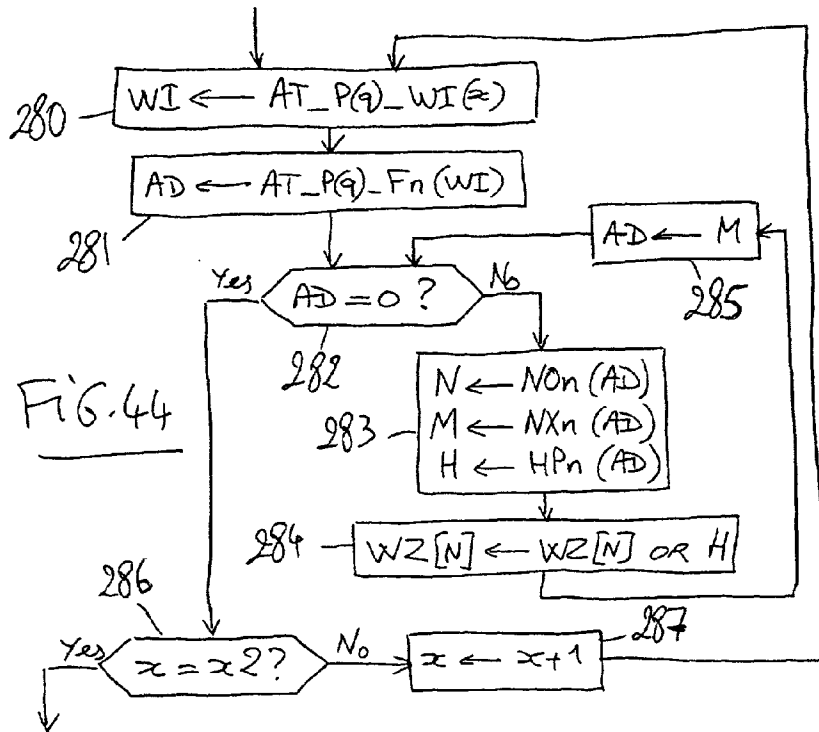 280
WI ← AT_P(q)_WI(x)
281
AD ← AT_P(q)_Fn(WI)
AD ← M
285
Yes
AD = 0 ?
No
282
FiG.44
283
N ← NOn (AD)
M ← NXn (AD)
H ← HPn (AD)
284
WZ[N] ← WZ[N] OR H
286
Yes
x = x2?
No
287
x ← x+1